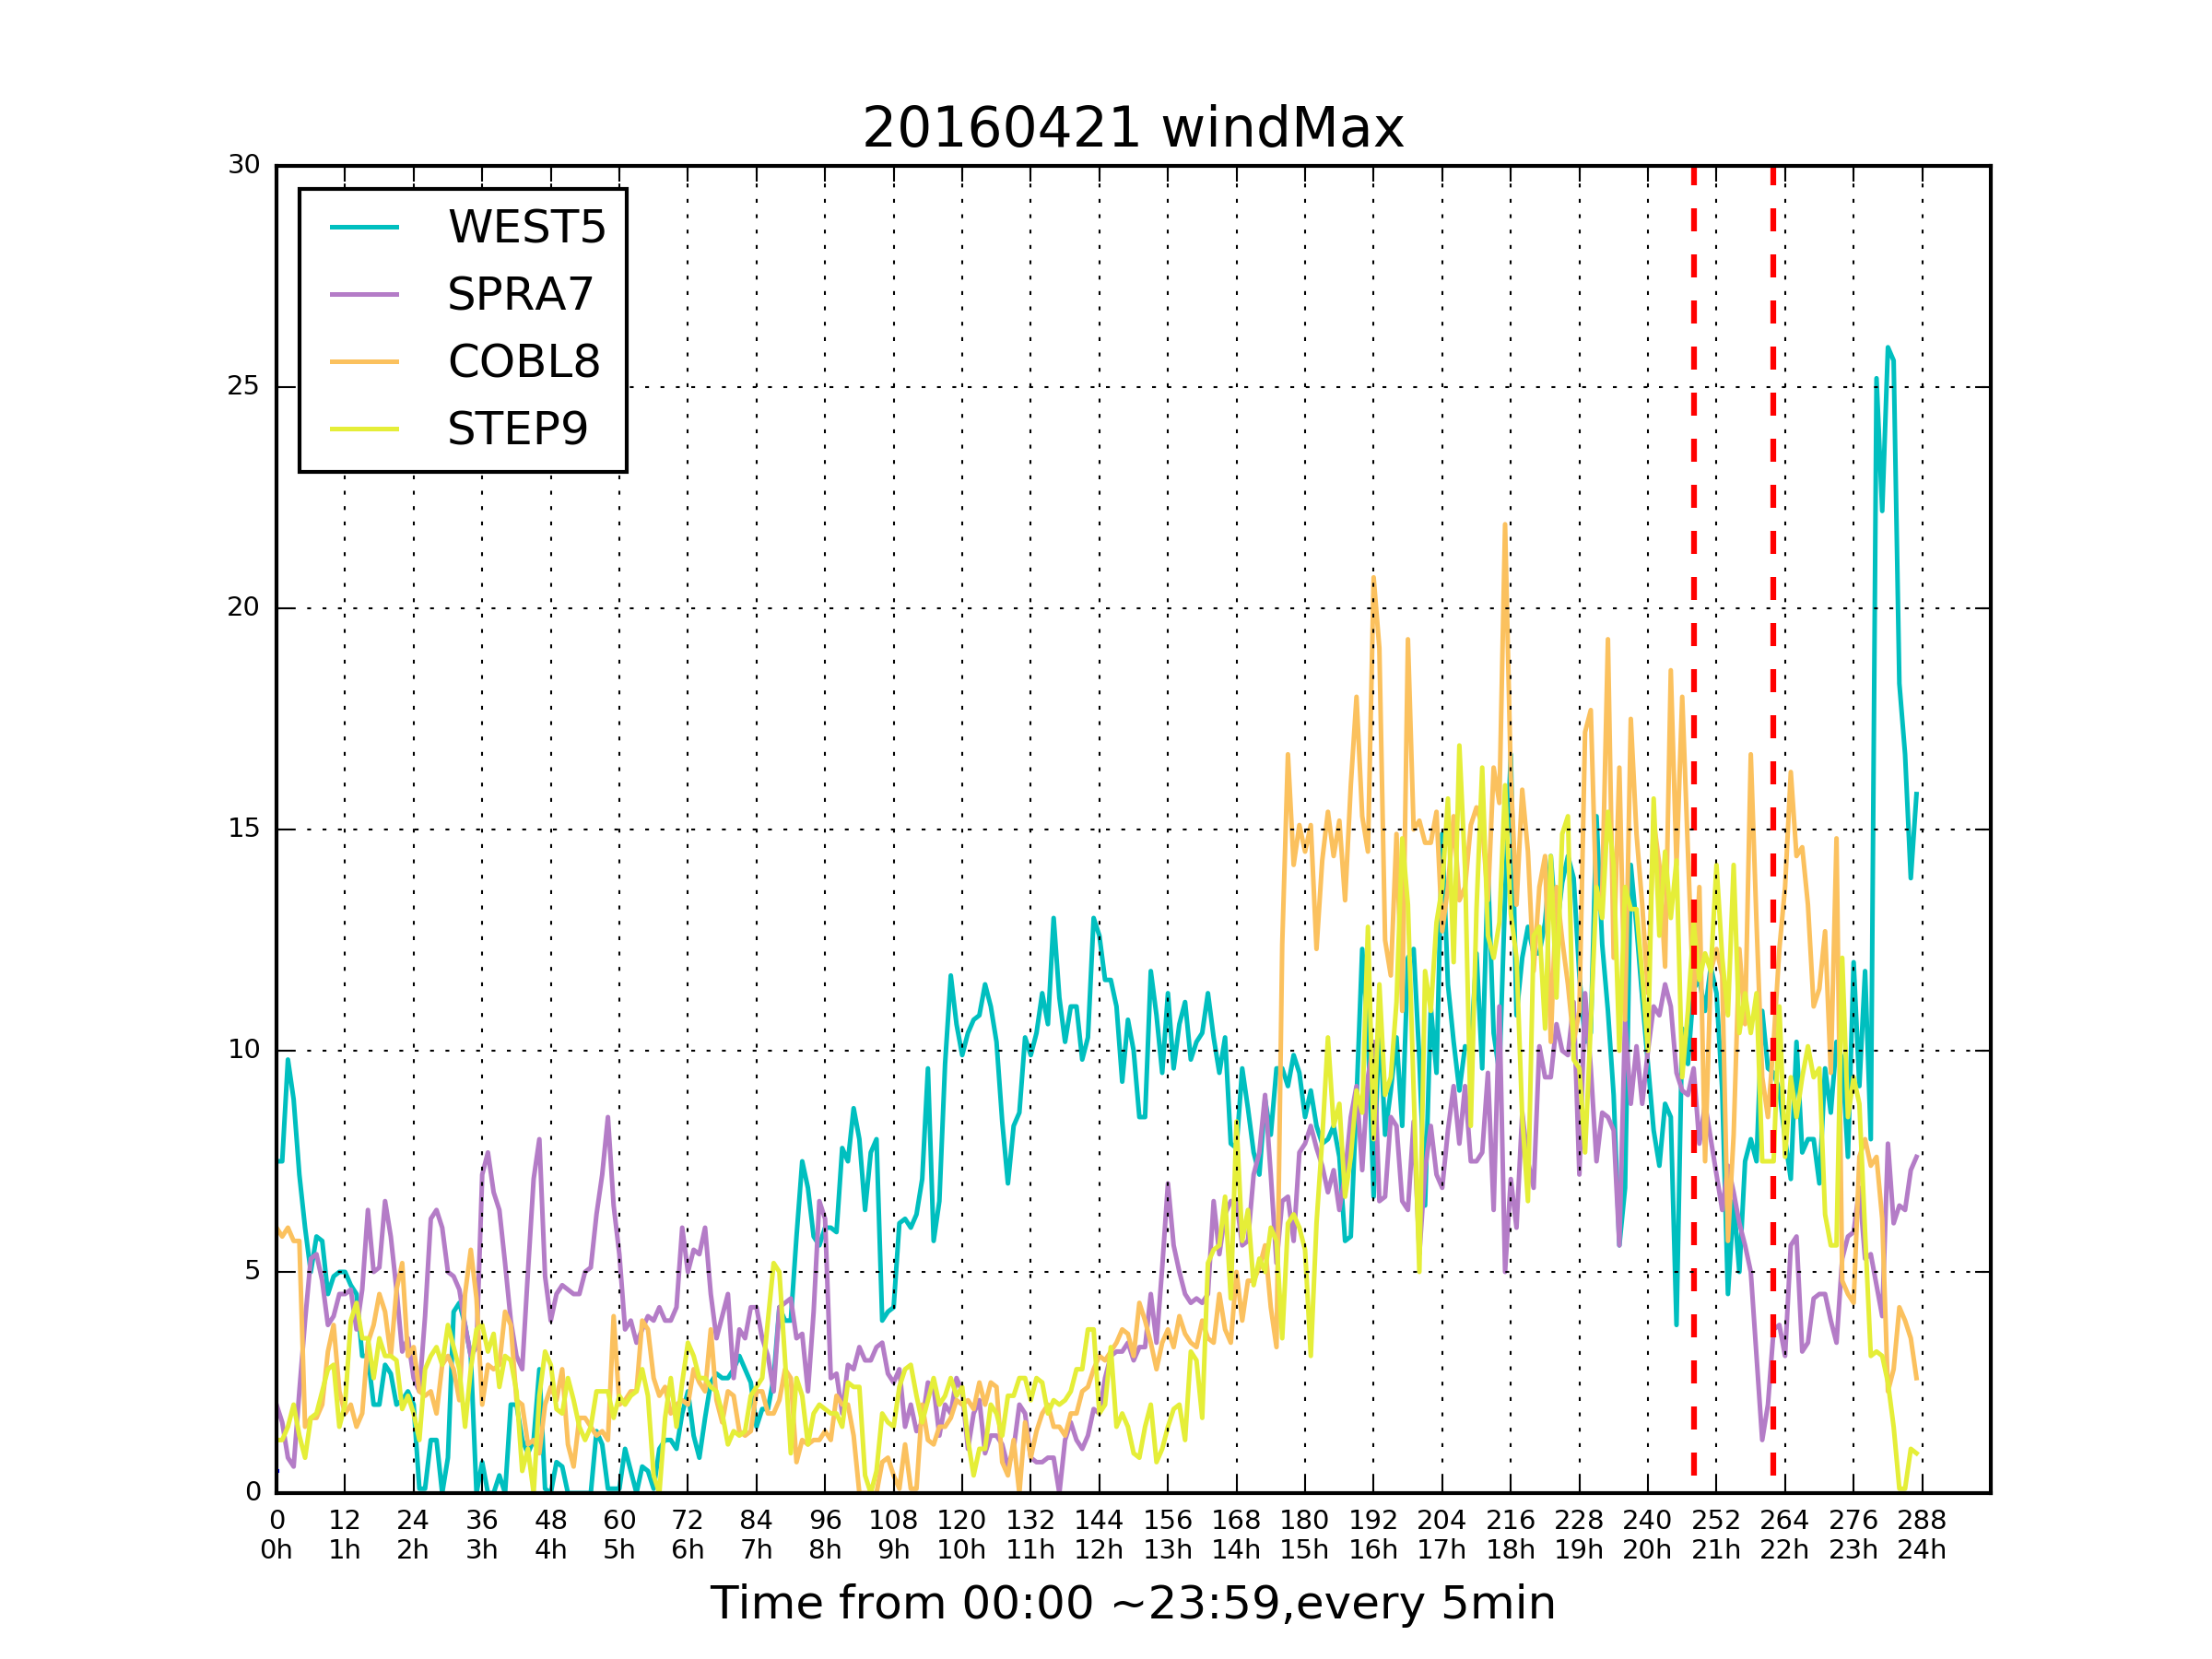 20160421 windMax
30
25
20
15
10
5
0
WEST5
SPRA7
COBL8
STEP9
0 12 24 36 48 60 72 84 96 108 120 132 144 156 168 180 192 204 216 228 240 252 264 276 288
0h 1h 2h 3h 4h 5h 6h 7h 8h 9h 10h 11h 12h 13h 14h 15h 16h 17h 18h 19h 20h 21h 22h 23h 24h
Time from 00:00 ~23:59,every 5min